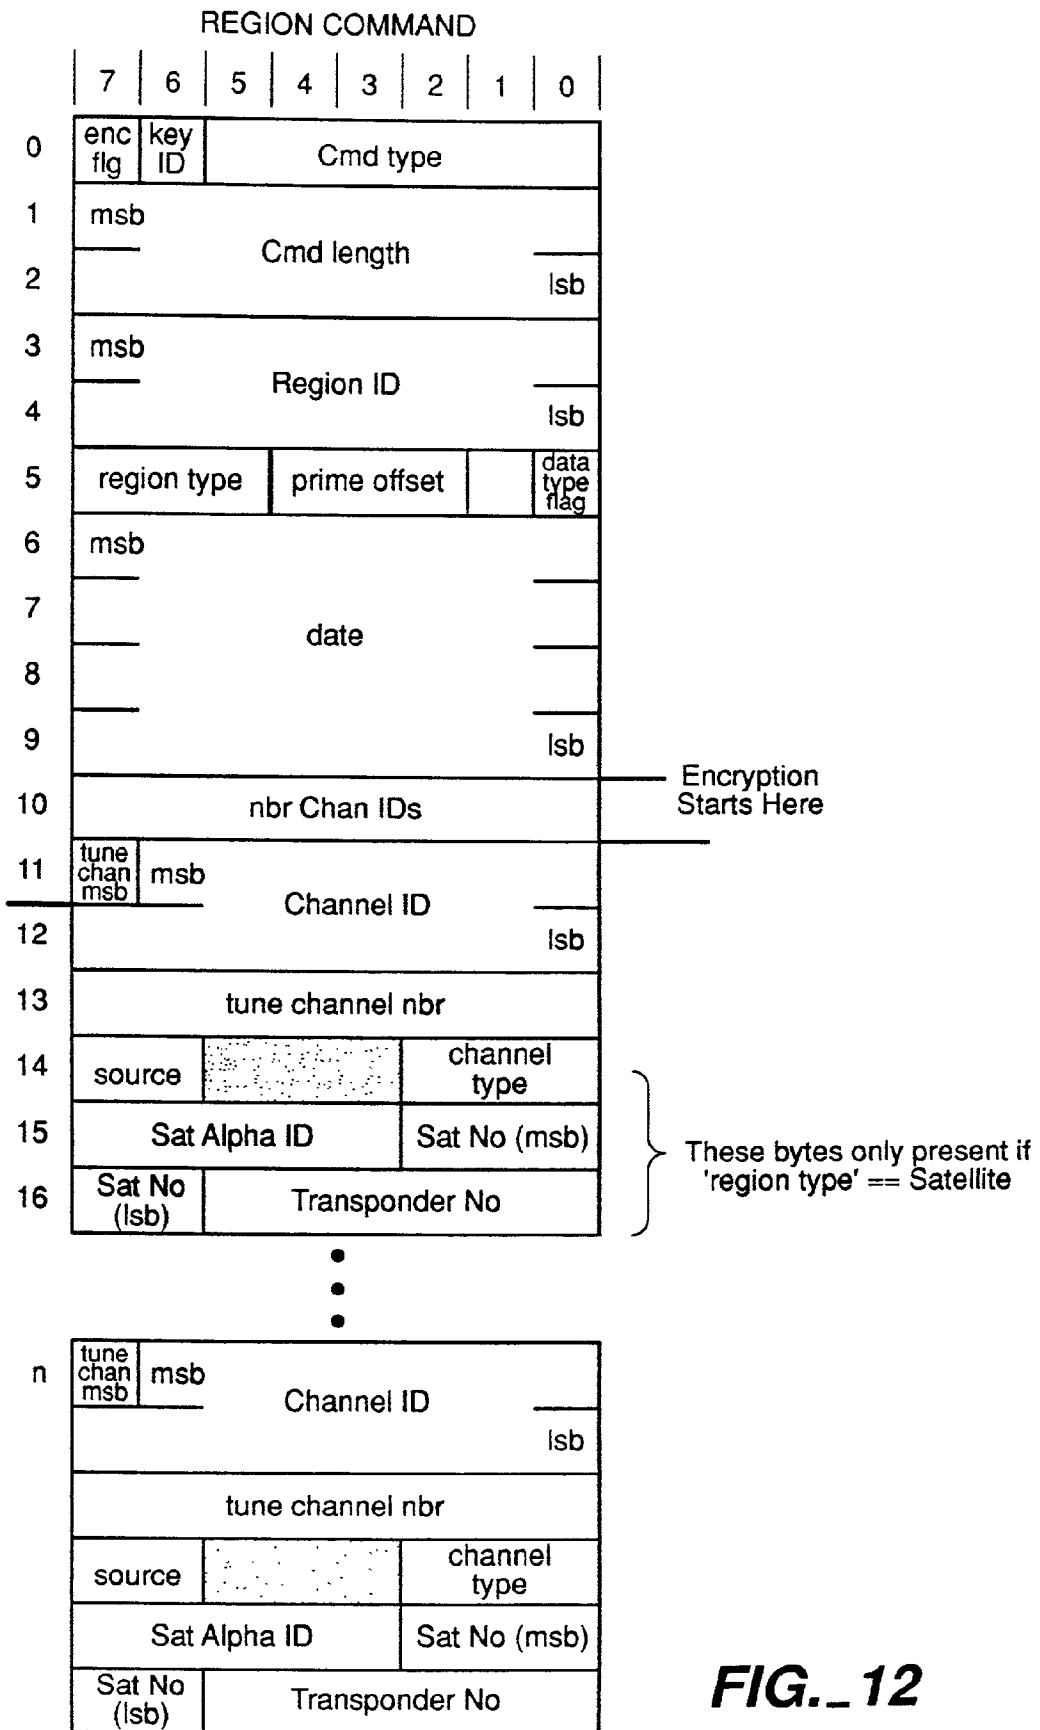 REGION COMMAND
7 6 5 4 3 2 1 0
0 enc flg key ID Cmd type
1 msb
Cmd length
2 lsb
3 msb
Region ID
4 lsb
5 region type prime offset data type flag
6 msb
7
date
8
9 lsb
Encryption
Starts Here
10 nbr Chan IDs
11 tune chan msb msb
Channel ID
12 lsb
13 tune channel nbr
14 source channel type
15 Sat Alpha ID Sat No (msb)
These bytes only present if
'region type' == Satellite
16 Sat No (lsb) Transponder No
n tune chan msb msb
Channel ID
lsb
tune channel nbr
source channel type
Sat Alpha ID Sat No (msb)
Sat No (lsb) Transponder No
FIG._12